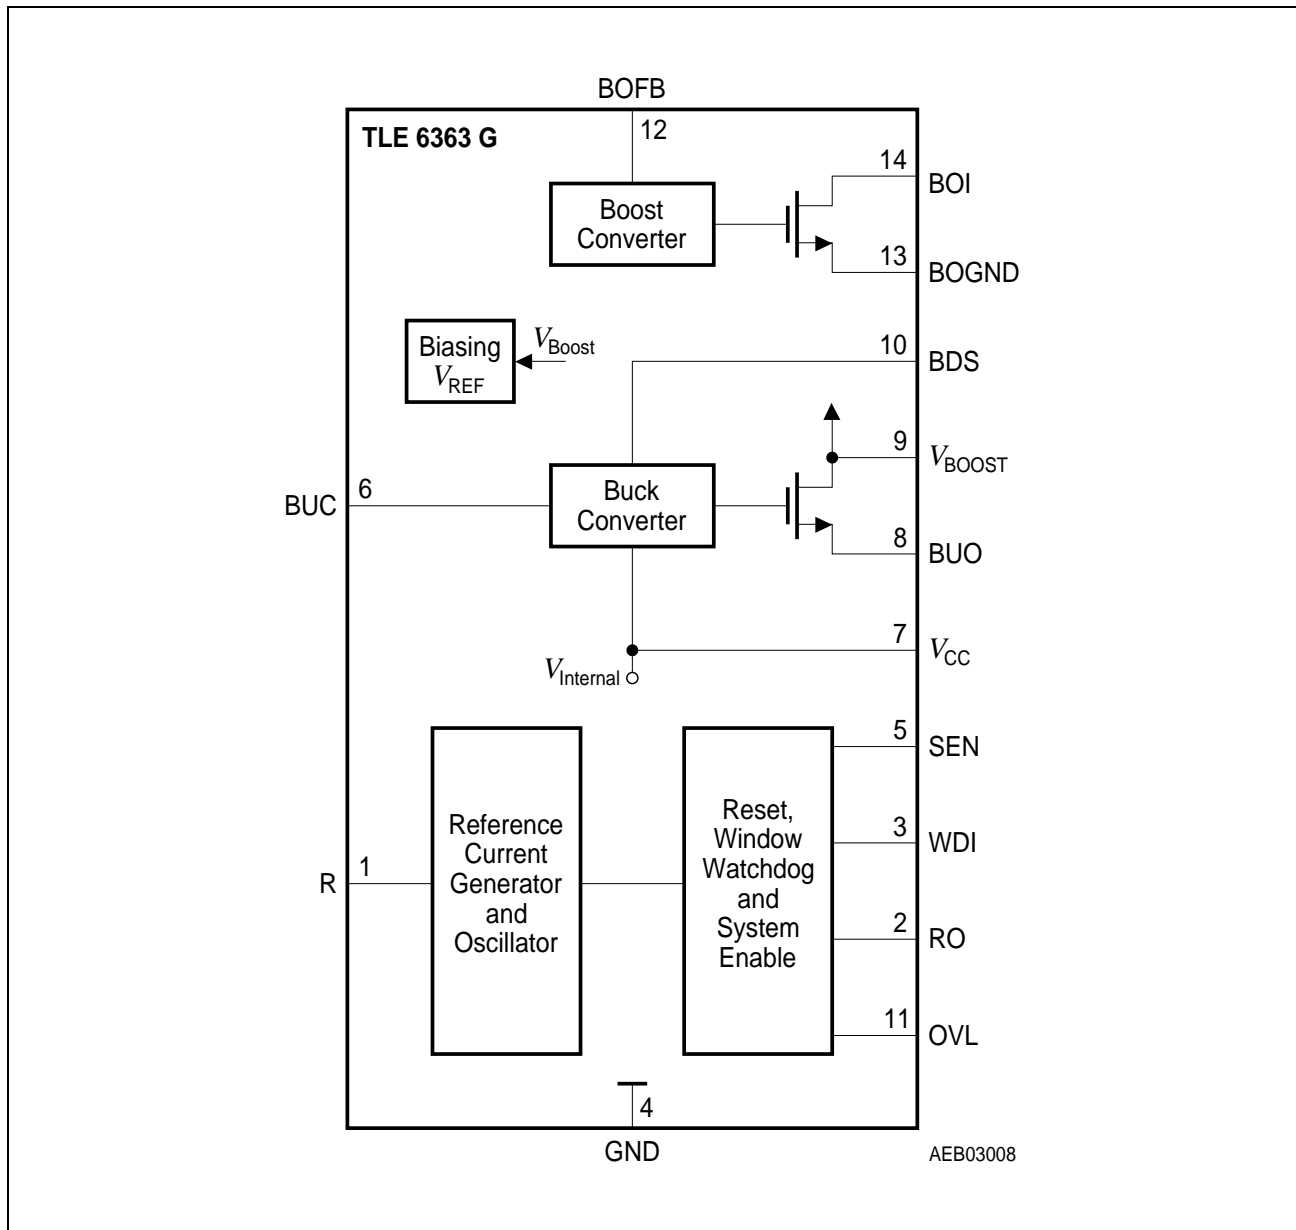 BOFB
TLE 6363 G
12
14
BOI
Boost
Converter
13
BOGND
Biasing
VREF
VBoost
10
BDS
9
VBOOST
BUC
6
Buck
Converter
8
BUO
7
VCC
VInternal
5
SEN
Reference
Current
Generator
and
Oscillator
Reset,
Window
Watchdog
and
System
Enable
3
WDI
R
1
2
RO
11
OVL
4
GND
AEB03008